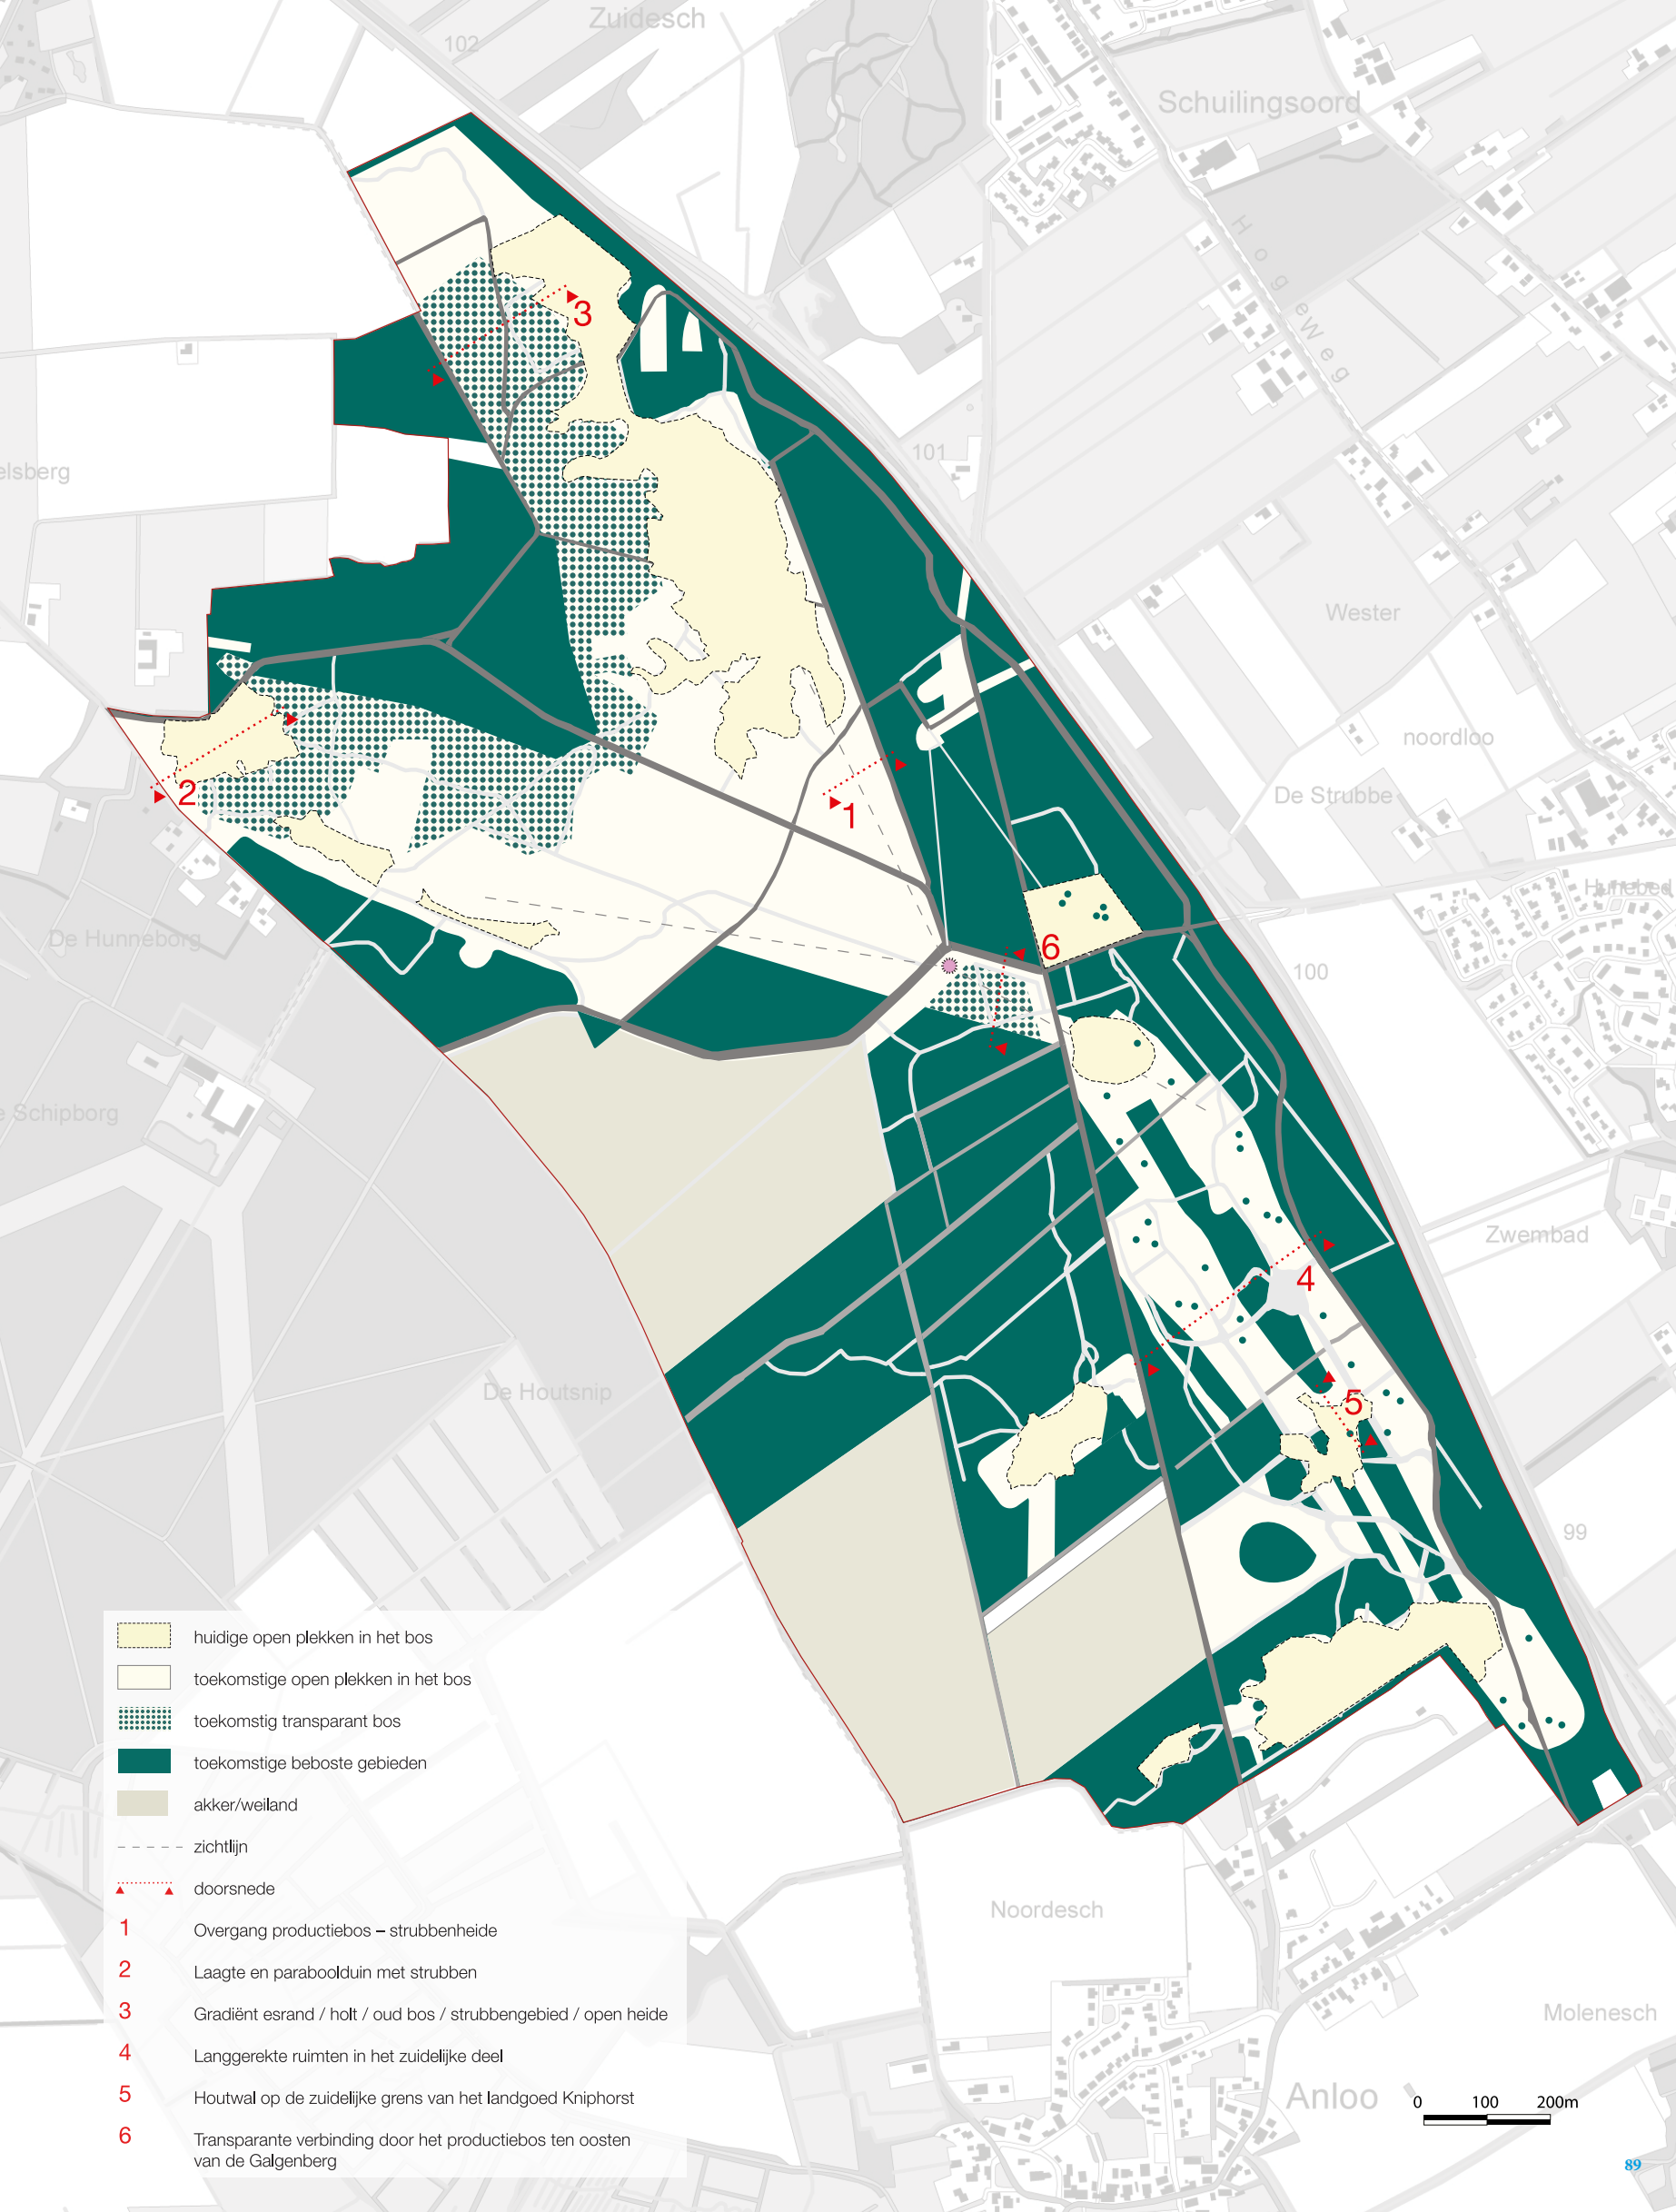 Zuidesch
102
Schuilingsoord
Hogeweg
elsberg
101
3
Wester
noordloo
De Strubbe
2
1
Hunebed
De Hunneborg
6
100
e Schipborg
Zwembad
4
De Houtsnip
5
99
huidige open plekken in het bos
toekomstige open plekken in het bos
toekomstig transparant bos
toekomstige beboste gebieden
akker/weiland
zichtlijn
doorsnede
1 Overgang productiebos – strubbenheide
2 Laagte en paraboolduin met strubben
3 Gradiënt esrand / holt / oud bos / strubbengebied / open heide
4 Langgerekte ruimten in het zuidelijke deel
5 Houtwal op de zuidelijke grens van het landgoed Kniphorst
6 Transparante verbinding door het productiebos ten oosten
van de Galgenberg
Noordesch
Molenesch
Anloo
0 100 200m
89